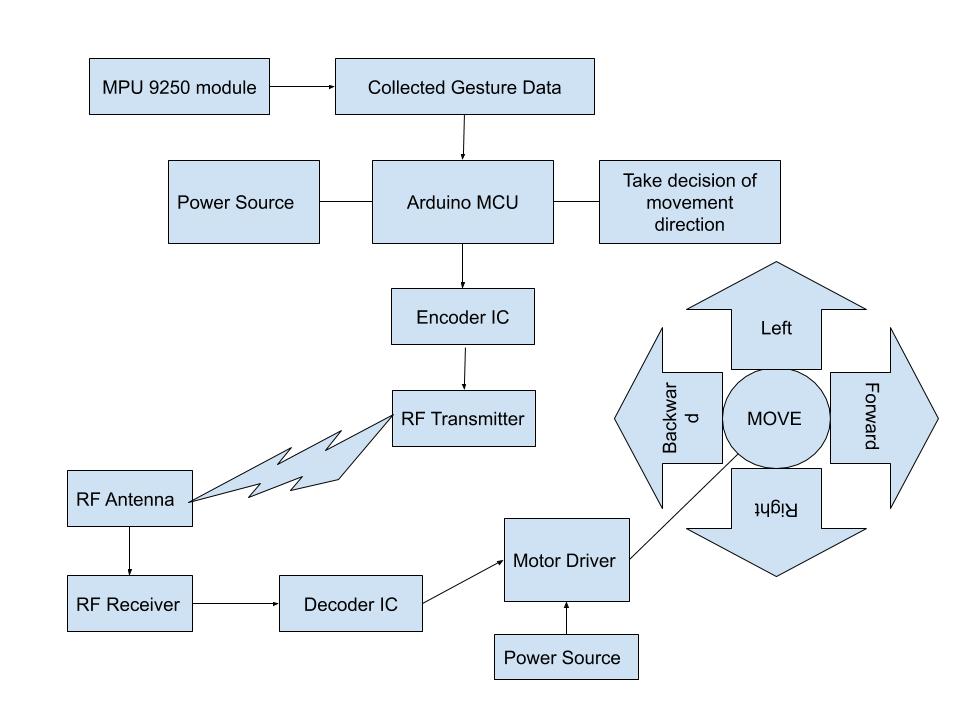 MPU 9250 module
Collected Gesture Data
Power Source
Arduino MCU
Take decision of
movement
direction
Encoder IC
Left
RF Transmitter
Backwar
d
MOVE
Forward
Right
RF Antenna
Motor Driver
RF Receiver
Decoder IC
Power Source